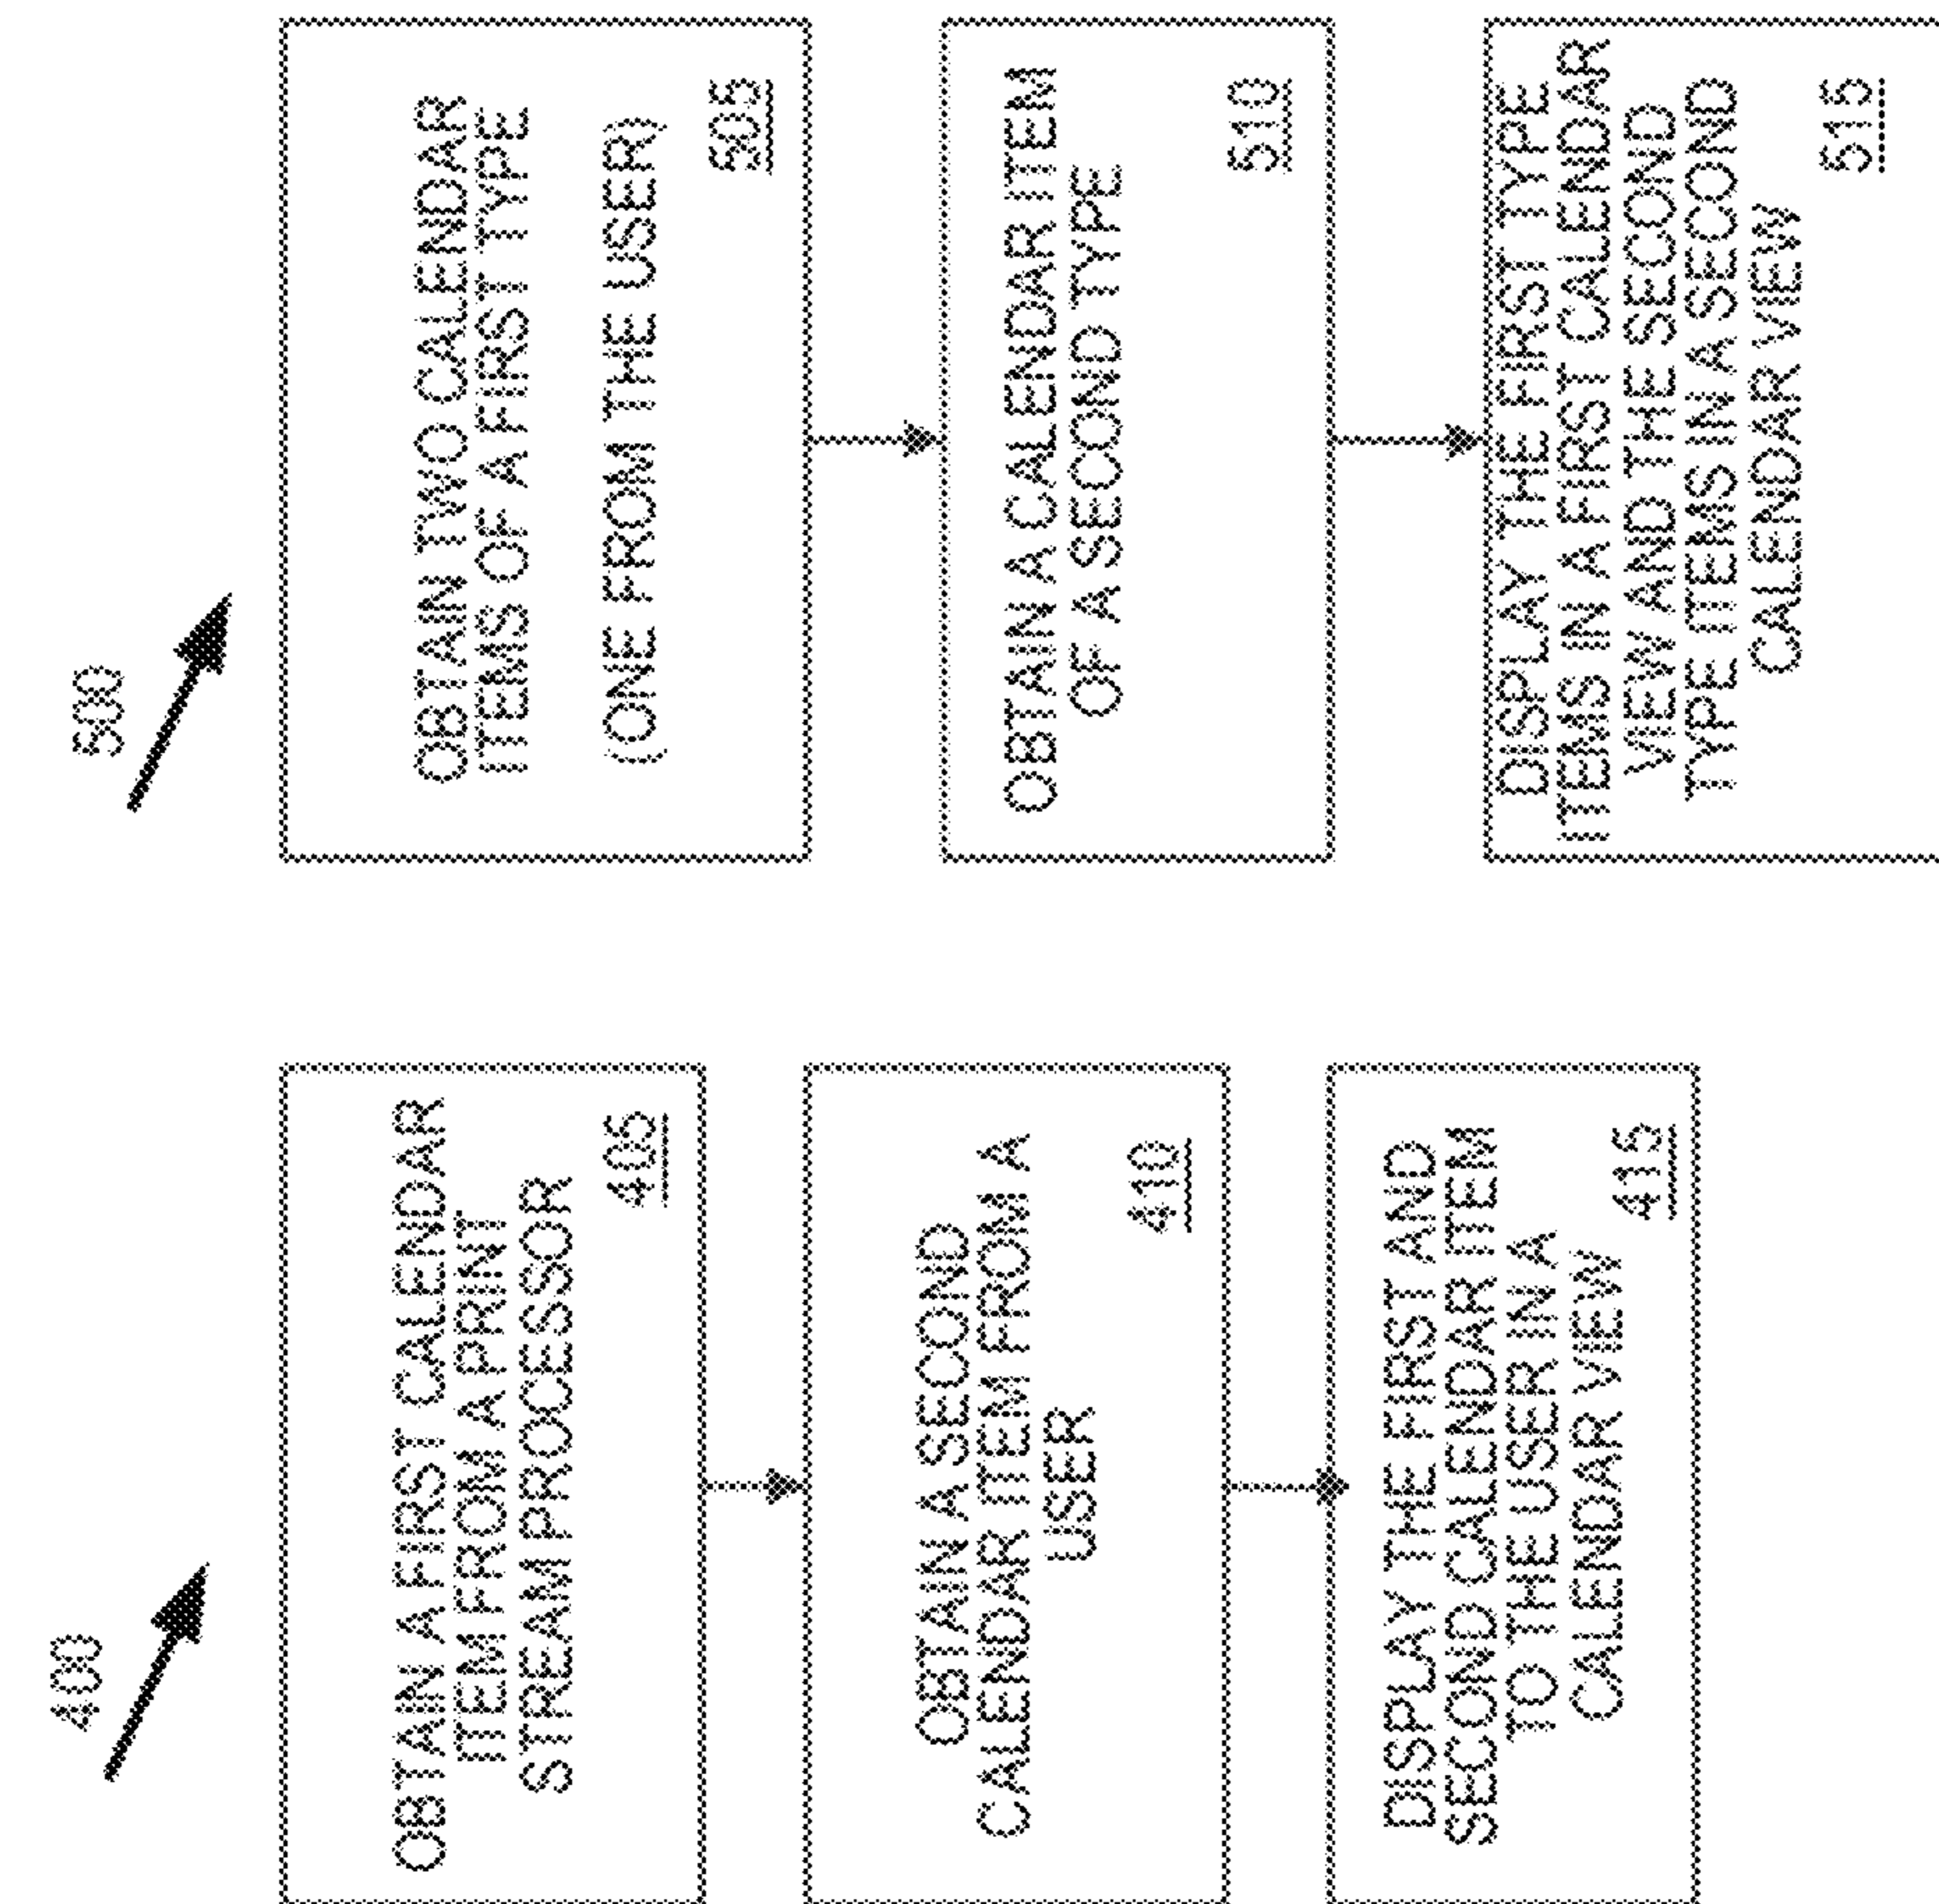 400
OBTAIN A FIRST CALENDAR
ITEM FROM A PRINT
STREAM PROCESSOR
405
OBTAIN A SECOND
CALENDAR ITEM FROM A
USER
410
DISPLAY THE FIRST AND
SECOND CALENDAR ITEM
TO THE USER IN A
CALENDAR VIEW
415
500
OBTAIN TWO CALENDAR
ITEMS OF A FIRST TYPE
(ONE FROM THE USER)
505
OBTAIN A CALENDAR ITEM
OF A SECOND TYPE
510
DISPLAY THE FIRST TYPE
ITEMS IN A FIRST CALENDAR
VIEW AND THE SECOND
TYPE ITEMS IN A SECOND
CALENDAR VIEW
515